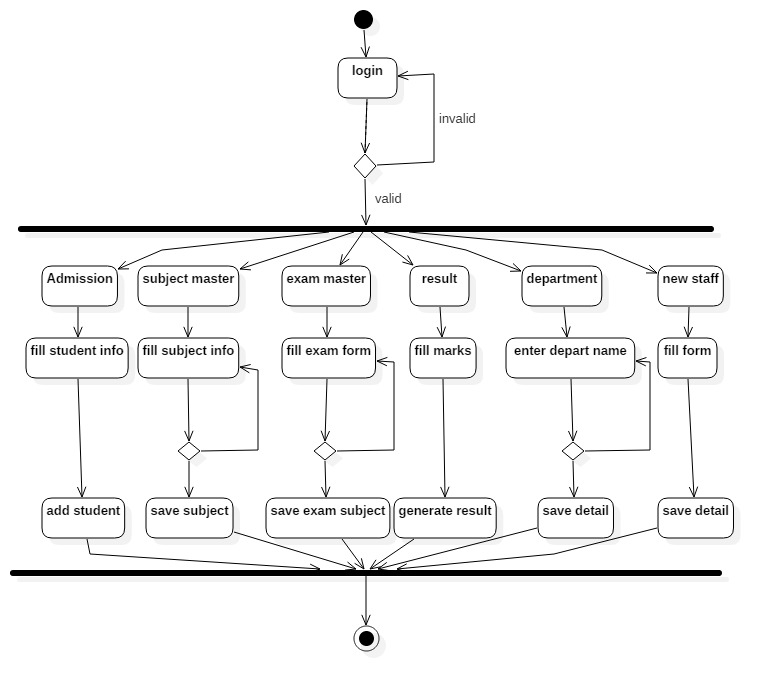 login
invalid
valid
Admission
subject master
exam master
result
department
new staff
fill student info
fill subject info
fill exam form
fill marks
enter depart name
fill form
add student
save subject
save exam subject
generate result
save detail
save detail